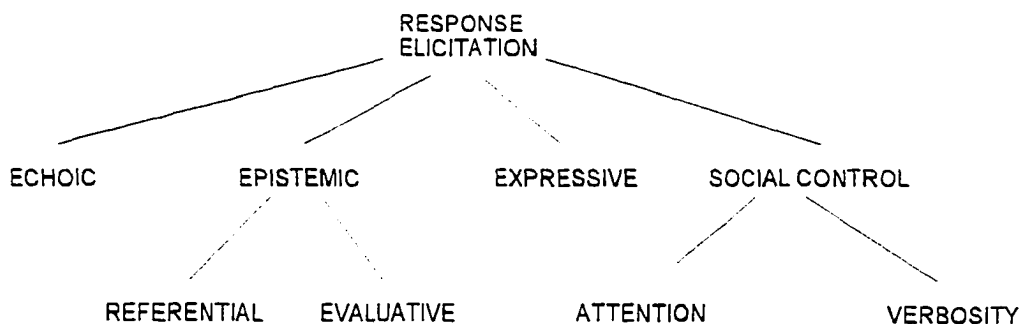 RESPONSE
ELICITATION
ECHOIC EPISTEMIC EXPRESSIVE SOCIAL CONTROL
REFERENTIAL EVALUATIVE ATTENTION VERBOSITY